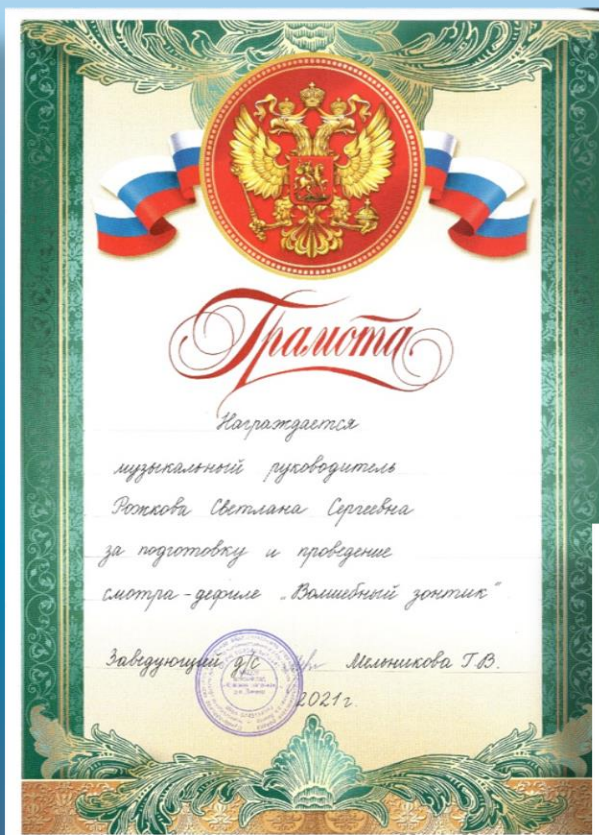 Грамота
Награждается
музыкальный руководитель
Рожкова Светлана Сергеевна
за подготовку и проведение
смотра-дефиле „Волшебный зонтик"
Заведующий д/с Мельникова Т.В.
2021г.